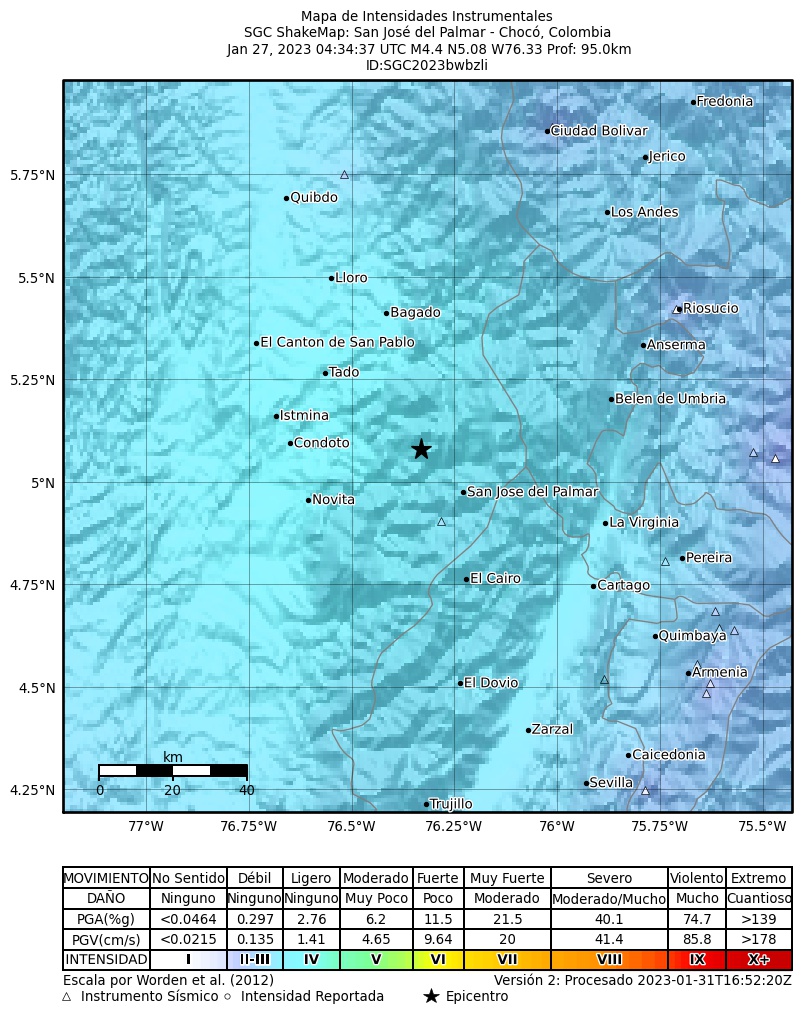 Mapa de Intensidades Instrumentales
SGC ShakeMap: San José del Palmar - Chocó, Colombia
Jan 27, 2023 04:34:37 UTC M4.4 N5.08 W76.33 Prof: 95.0km
ID:SGC2023bwbzli
Fredonia
Ciudad Bolivar
Jerico
5.75°N
Quibdo
Los Andes
5.5°N
Lloro
Riosucio
Bagado
El Canton de San Pablo
Anserma
Tado
5.25°N
Belen de Umbria
Istmina
Condoto
5°N
San Jose del Palmar
Novita
La Virginia
Pereira
El Cairo
4.75°N
Cartago
Quimbaya
Armenia
4.5°N
El Dovio
Zarzal
Caicedonia
km
Sevilla
4.25°N
0 20 40
Trujillo
77°W 76.75°W 76.5°W 76.25°W 76°W 75.75°W 75.5°W
MOVIMIENTO No Sentido Débil Ligero Moderado Fuerte Muy Fuerte Severo Violento Extremo
DAÑO Ninguno Ninguno Ninguno Muy Poco Poco Moderado Moderado/Mucho Mucho Cuantioso
PGA(%g) <0.0464 0.297 2.76 6.2 11.5 21.5 40.1 74.7 >139
PGV(cm/s) <0.0215 0.135 1.41 4.65 9.64 20 41.4 85.8 >178
INTENSIDAD I II-III IV V VI VII VIII IX X+
Escala por Worden et al. (2012) Versión 2: Procesado 2023-01-31T16:52:20Z
Instrumento Sísmico Intensidad Reportada Epicentro